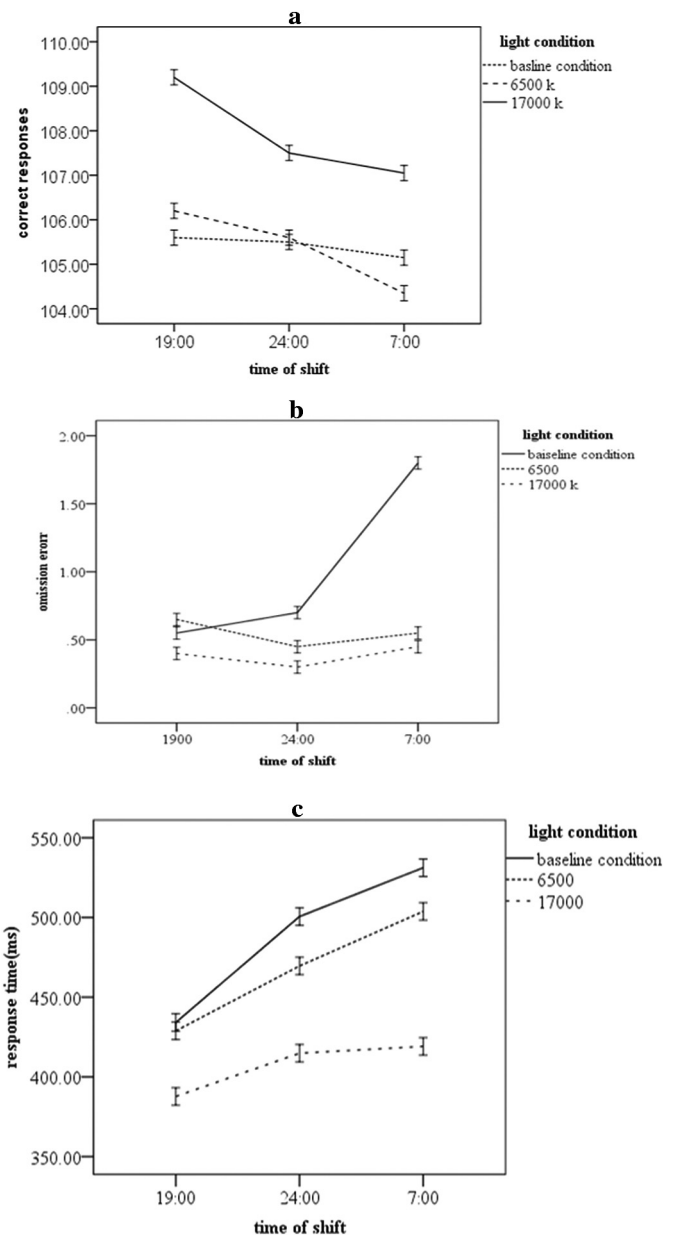 a
110.00
109.00
108.00
107.00
106.00
105.00
104.00
correct responses
19:00 24:00 7:00
time of shift
light condition
basline condition
6500 k
17000 k
b
2.00
1.50
1.00
.50
.00
omission erorr
1900 24:00 7:00
time of shift
light condition
baiseline condition
6500
17000 k
c
550.00
500.00
450.00
400.00
350.00
response time(ms)
19:00 24:00 7:00
time of shift
light condition
baseline condition
6500
17000